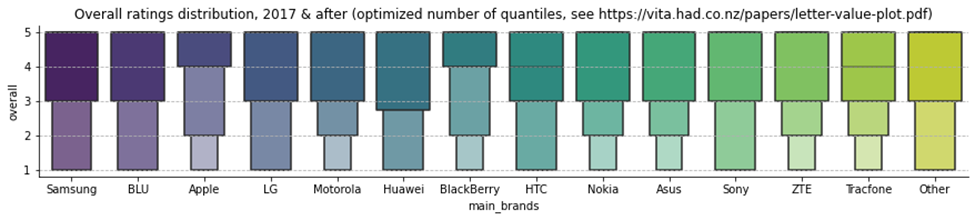 Overall ratings distribution, 2017 & after (optimized number of quantiles, see https://vita.had.co.nz/papers/letter-value-plot.pdf)
overall
5
4
3
2
1
Samsung BLU Apple LG Motorola Huawei BlackBerry HTC Nokia Asus Sony ZTE Tracfone Other
main_brands